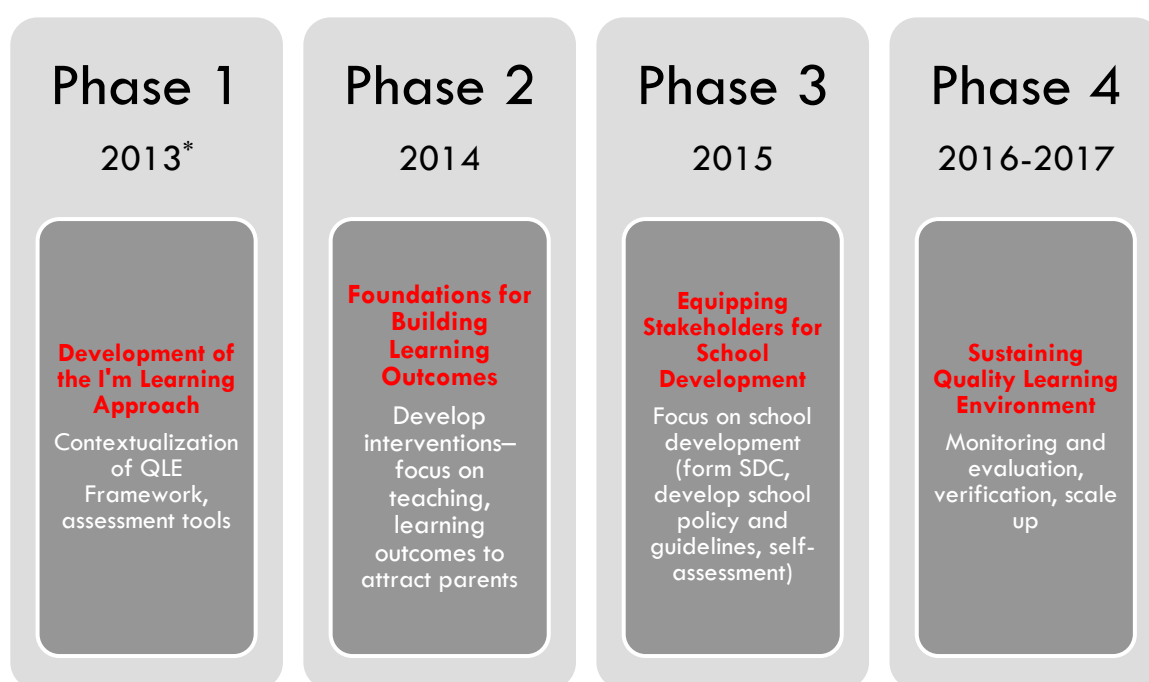 Phase 1
2013*
Development of
the I'm Learning
Approach
Contextualization
of QLE
Framework,
assessment tools
Phase 2
2014
Foundations for
Building
Learning
Outcomes
Develop
interventions–
focus on
teaching,
learning
outcomes to
attract parents
Phase 3
2015
Equipping
Stakeholders for
School
Development
Focus on school
development
(form SDC,
develop school
policy and
guidelines, self-
assessment)
Phase 4
2016-2017
Sustaining
Quality Learning
Environment
Monitoring and
evaluation,
verification, scale
up